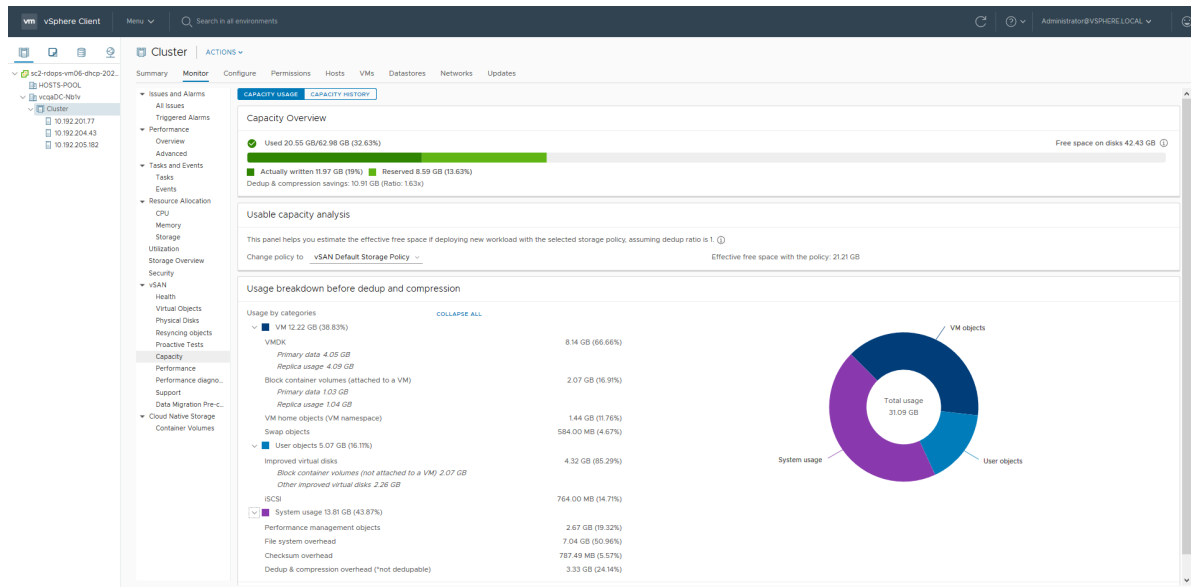 vm vSphere Client Menu Search in all environments Administrator@VSPHERE.LOCAL
sc2-rdops-vm06-dhcp-202...
HOSTS-POOL
vcqaDC-Nb1v
Cluster
10.192.201.77
10.192.204.43
10.192.205.182
Cluster ACTIONS
Summary Monitor Configure Permissions Hosts VMs Datastores Networks Updates
Issues and Alarms
All Issues
Triggered Alarms
Performance
Overview
Advanced
Tasks and Events
Tasks
Events
Resource Allocation
CPU
Memory
Storage
Utilization
Storage Overview
Security
vSAN
Health
Virtual Objects
Physical Disks
Resyncing objects
Proactive Tests
Capacity
Performance
Performance diagno...
Support
Data Migration Pre-c...
Cloud Native Storage
Container Volumes
CAPACITY USAGE CAPACITY HISTORY
Capacity Overview
Used 20.55 GB/62.98 GB (32.63%) Free space on disks 42.43 GB
Actually written 11.97 GB (19%) Reserved 8.59 GB (13.63%)
Dedup & compression savings: 10.91 GB (Ratio: 1.63x)
Usable capacity analysis
This panel helps you estimate the effective free space if deploying new workload with the selected storage policy, assuming dedup ratio is 1.
Change policy to vSAN Default Storage Policy Effective free space with the policy: 21.21 GB
Usage breakdown before dedup and compression
Usage by categories COLLAPSE ALL
VM 12.22 GB (38.83%)
VMDK 8.14 GB (66.66%)
Primary data 4.05 GB
Replica usage 4.09 GB
Block container volumes (attached to a VM) 2.07 GB (16.91%)
Primary data 1.03 GB
Replica usage 1.04 GB
VM home objects (VM namespace) 1.44 GB (11.76%)
Swap objects 584.00 MB (4.67%)
User objects 5.07 GB (16.11%)
Improved virtual disks 4.32 GB (85.29%)
Block container volumes (not attached to a VM) 2.07 GB
Other improved virtual disks 2.26 GB
iSCSI 764.00 MB (14.71%)
System usage 13.81 GB (43.87%)
Performance management objects 2.67 GB (19.32%)
File system overhead 7.04 GB (50.96%)
Checksum overhead 787.49 MB (5.57%)
Dedup & compression overhead (*not dedupable) 3.33 GB (24.14%)
VM objects
Total usage
31.09 GB
System usage
User objects